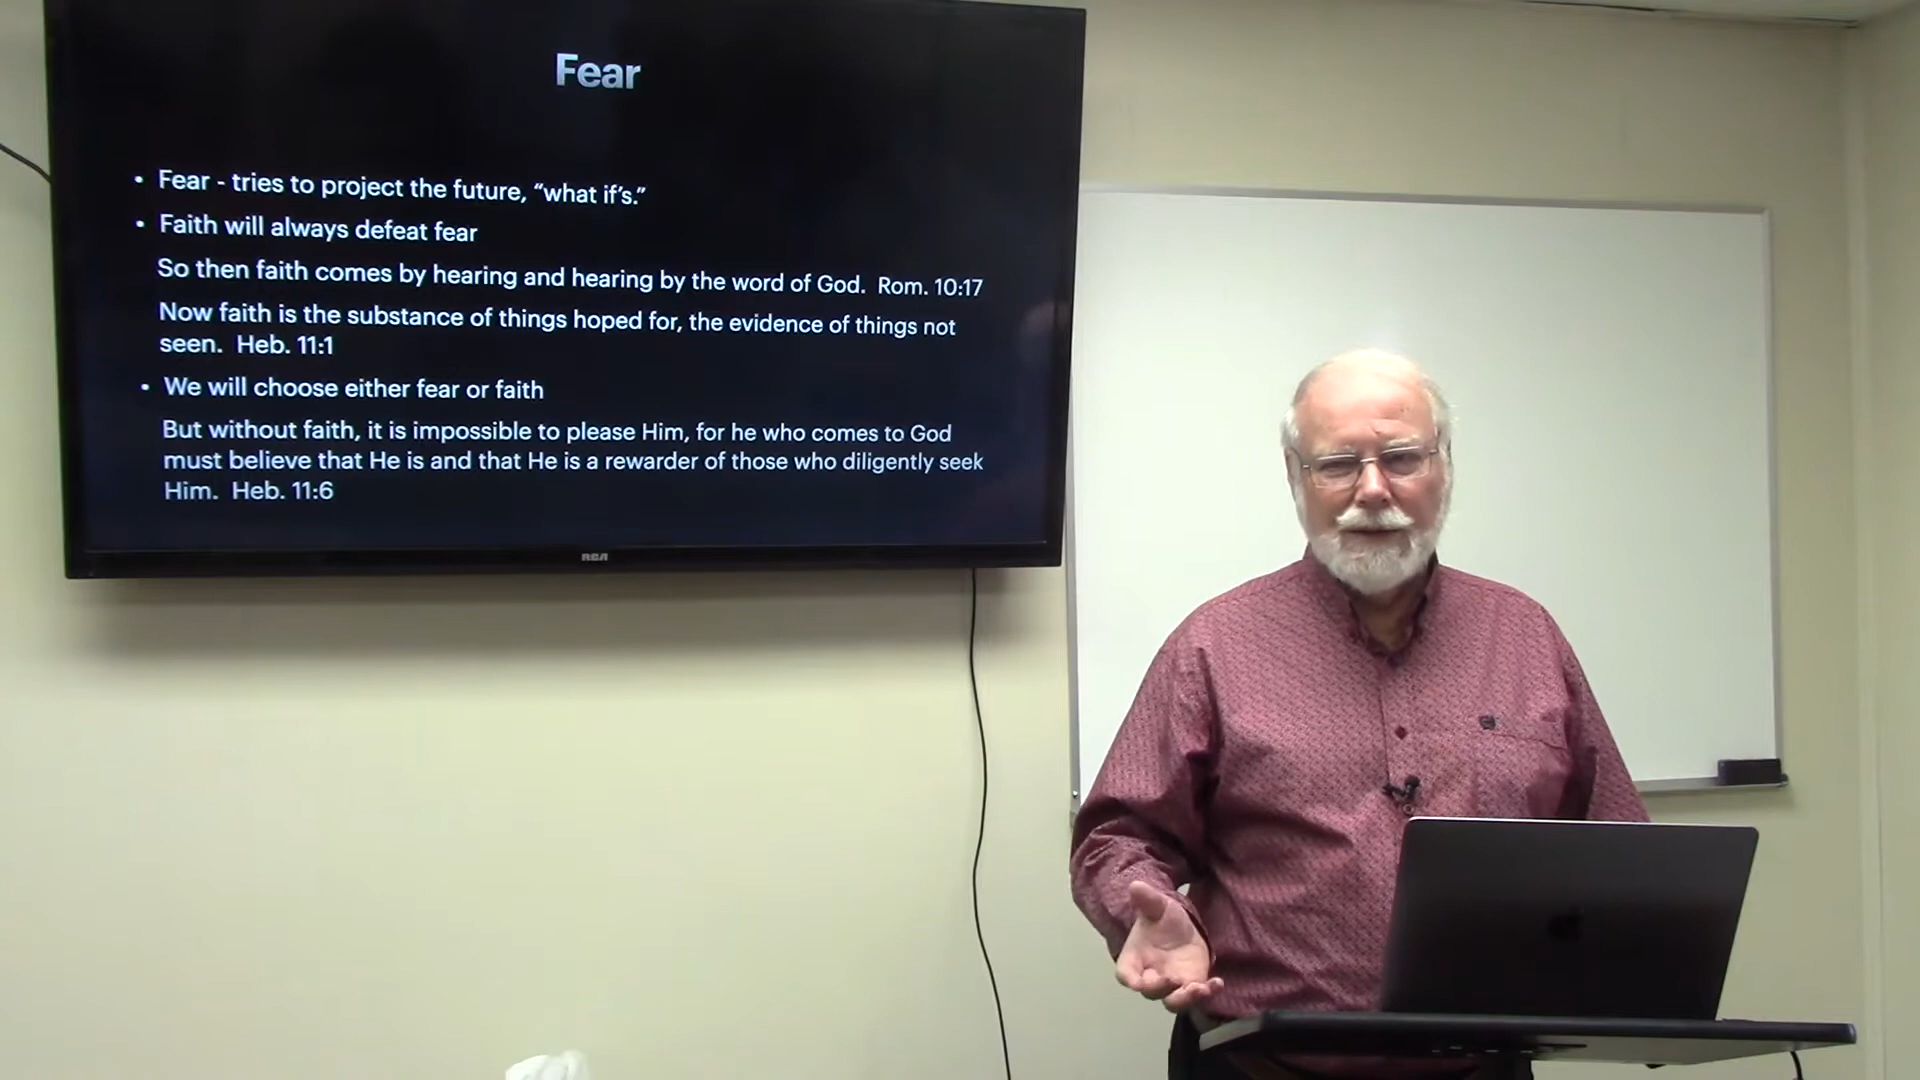 Fear
• Fear - tries to project the future, “what if’s.”
• Faith will always defeat fear
So then faith comes by hearing and hearing by the word of God.  Rom. 10:17
Now faith is the substance of things hoped for, the evidence of things not
seen.  Heb. 11:1
• We will choose either fear or faith
But without faith, it is impossible to please Him, for he who comes to God
must believe that He is and that He is a rewarder of those who diligently seek
Him.  Heb. 11:6
RCA